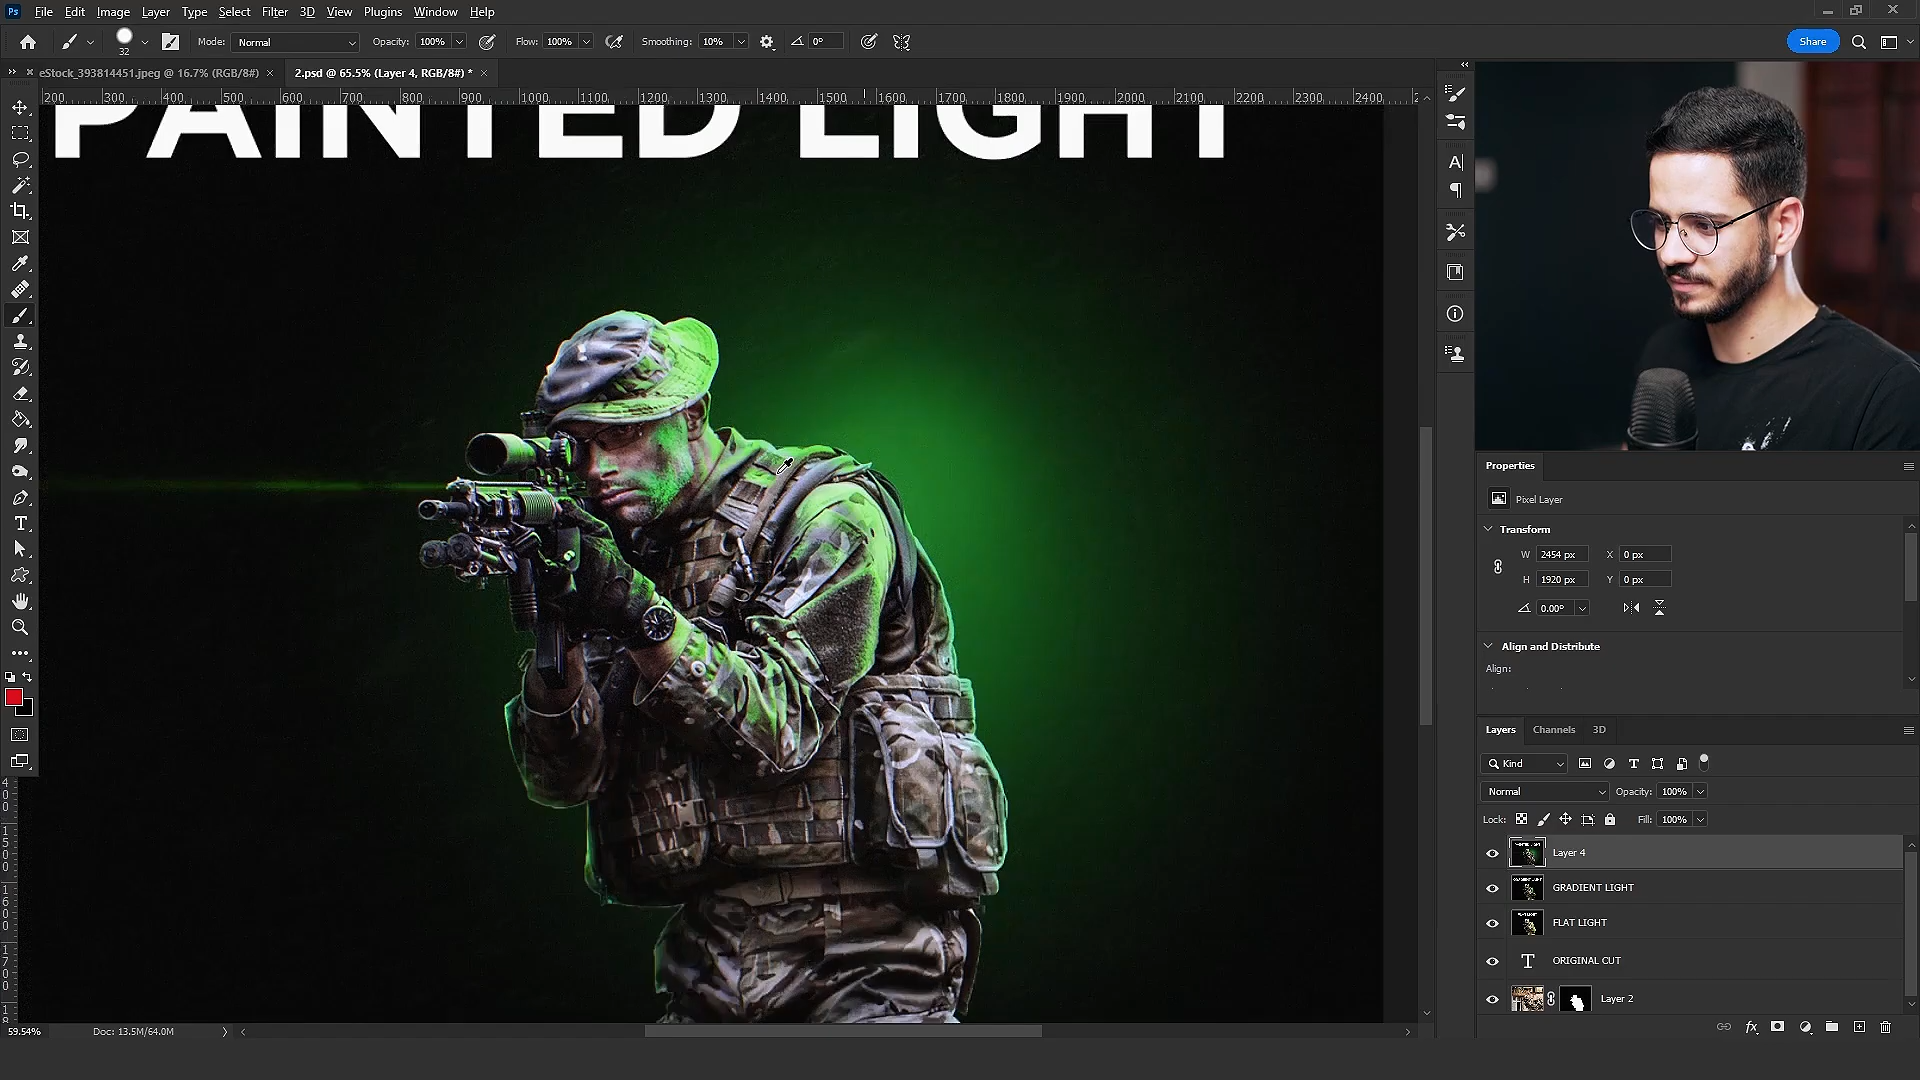 Ps File Edit Image Layer Type Select Filter 3D View Plugins Window Help
32 Mode: Normal Opacity: 100% Flow: 100% Smoothing: 10% 0° Share
eStock_393814451.jpeg @ 16.7% (RGB/8#) × 2.psd @ 65.5% (Layer 4, RGB/8#) * ×
200 300 400 500 600 700 800 900 1000 1100 1200 1300 1400 1500 1600 1700 1800 1900 2000 2100 2200 2300 2400
PAINTED LIGHT
Properties
Pixel Layer
Transform
W 2454 px X 0 px
H 1920 px Y 0 px
0.00°
Align and Distribute
Align:
Layers Channels 3D
Kind
Normal Opacity: 100%
Lock: Fill: 100%
Layer 4
GRADIENT LIGHT
FLAT LIGHT
ORIGINAL CUT
Layer 2
59.54% Doc: 13.5M/64.0M